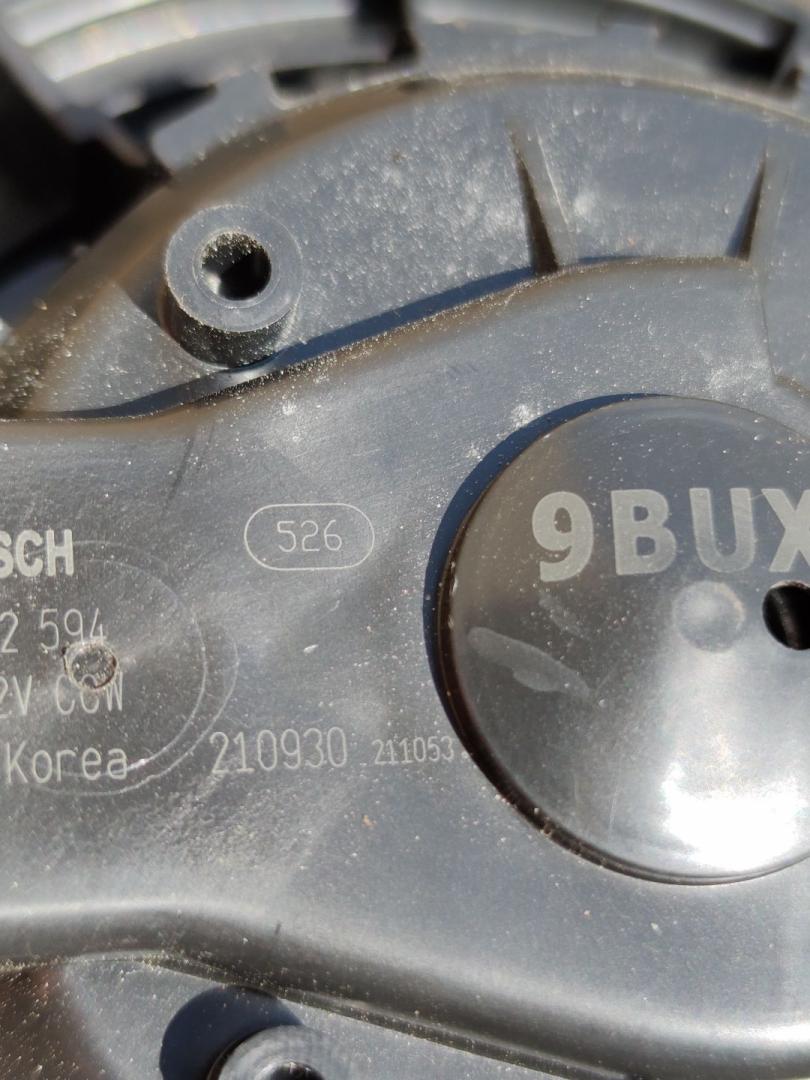 9BUX
SCH
526
2 594
2V CCW
Korea 210930 211053